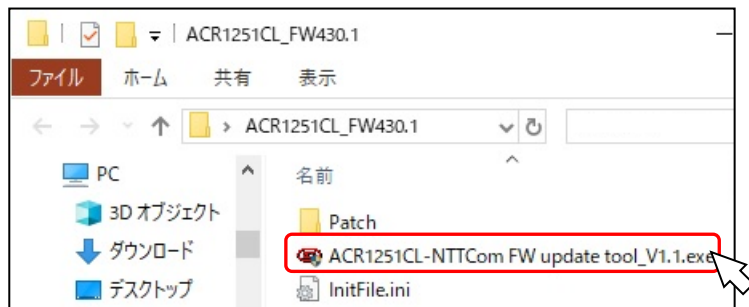 ACR1251CL_FW430.1
ファイル ホーム 共有 表示
ACR1251CL_FW430.1
PC
3D オブジェクト
ダウンロード
デスクトップ
名前
Patch
ACR1251CL-NTTCom FW update tool_V1.1.exe
InitFile.ini